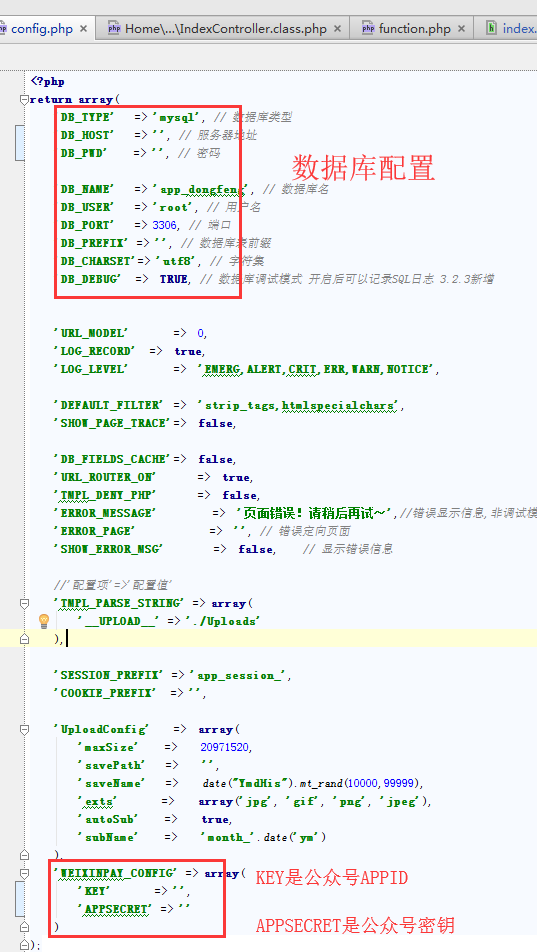 config.php × Home\...\IndexController.class.php × function.php × index.
<?php
return array(
DB_TYPE' =>'mysql', // 数据库类型
DB_HOST' =>'', // 服务器地址
DB_PWD' =>'', // 密码
数据库配置
DB_NAME' =>'app_dongfeng', // 数据库名
DB_USER' =>'root', // 用户名
DB_PORT' =>3306, // 端口
DB_PREFIX' =>'', // 数据库表前缀
DB_CHARSET'=>'utf8', // 字符集
DB_DEBUG' => TRUE, // 数据库调试模式 开启后可以记录SQL日志 3.2.3新增
'URL_MODEL' => 0,
'LOG_RECORD' => true,
'LOG_LEVEL' => 'EMERG,ALERT,CRIT,ERR,WARN,NOTICE',
'DEFAULT_FILTER' => 'strip_tags,htmlspecialchars',
'SHOW_PAGE_TRACE'=> false,
'DB_FIELDS_CACHE'=> false,
'URL_ROUTER_ON' => true,
'TMPL_DENY_PHP' => false,
'ERROR_MESSAGE' => '页面错误！请稍后再试～',//错误显示信息,非调试模
'ERROR_PAGE' => '', // 错误定向页面
'SHOW_ERROR_MSG' => false, // 显示错误信息
//'配置项'=>'配置值'
'TMPL_PARSE_STRING' =>array(
'__UPLOAD__' =>'./Uploads'
),
'SESSION_PREFIX' =>'app_session_',
'COOKIE_PREFIX' =>'',
'UploadConfig' => array(
'maxSize' => 20971520,
'savePath' => '',
'saveName' => date("YmdHis").mt_rand(10000,99999),
'exts' => array('jpg', 'gif', 'png', 'jpeg'),
'autoSub' => true,
'subName' => 'month_'.date('ym')
),
'WEIXINPAY_CONFIG' =>array(
'KEY' =>'',
KEY是公众号APPID
'APPSECRET' =>''
APPSECRET是公众号密钥
)
);